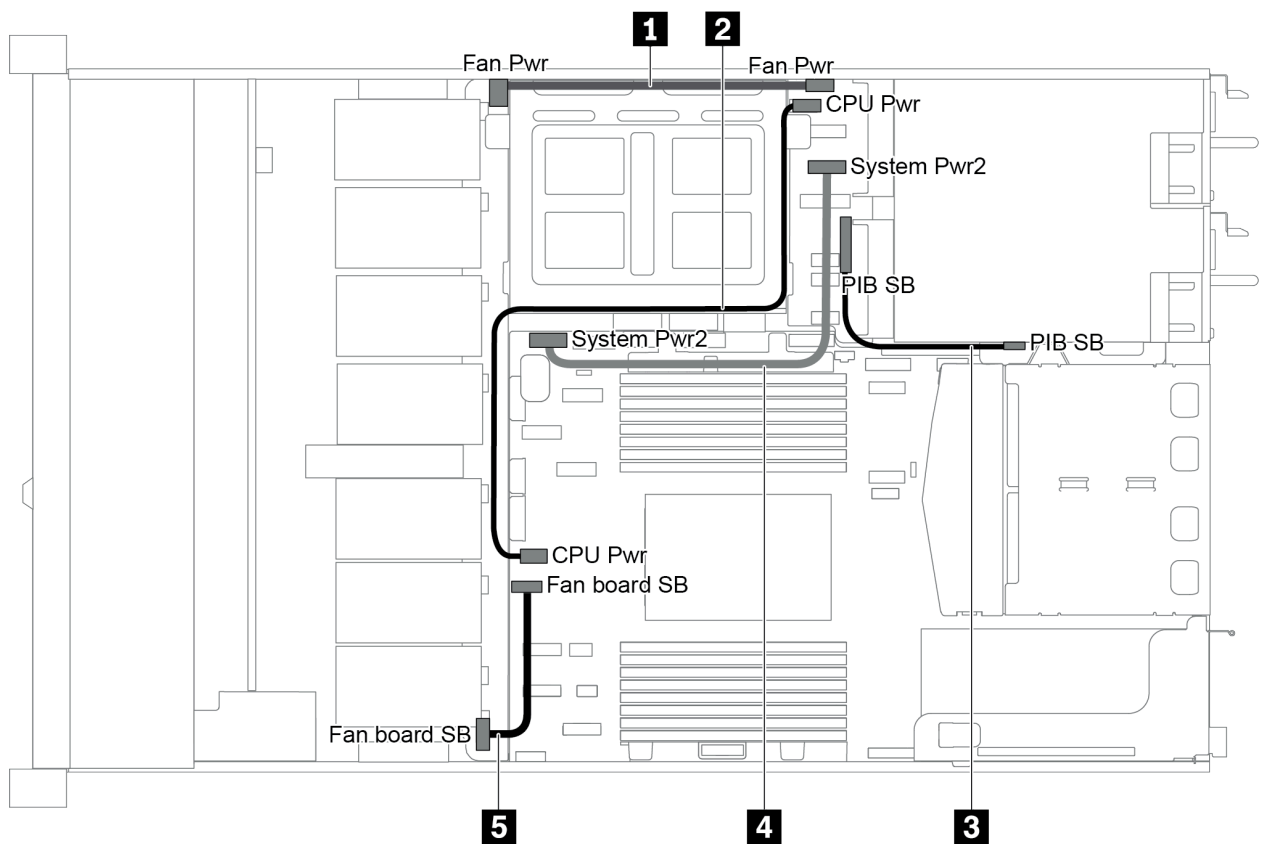 1
2
Fan Pwr
Fan Pwr
CPU Pwr
System Pwr2
PIB SB
System Pwr2
PIB SB
CPU Pwr
Fan board SB
Fan board SB
5
4
3